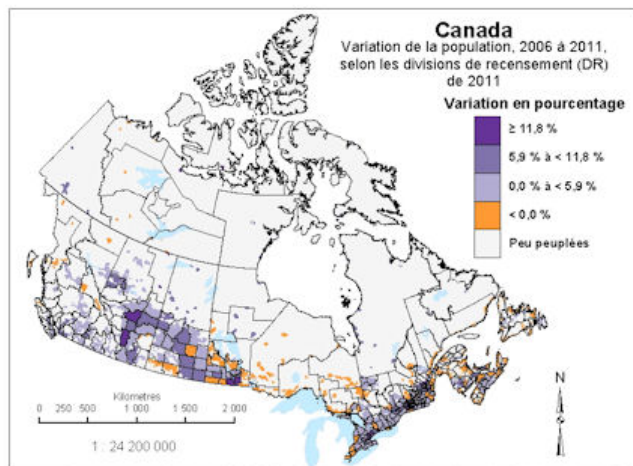 Canada
Variation de la population, 2006 à 2011,
selon les divisions de recensement (DR)
de 2011
Variation en pourcentage
≥ 11,8 %
5,9 % à < 11,8 %
0,0 % à < 5,9 %
< 0,0 %
Peu peuplées
N
Kilometres
0 250 500 1 000 1 500 2 000
1 : 24 200 000